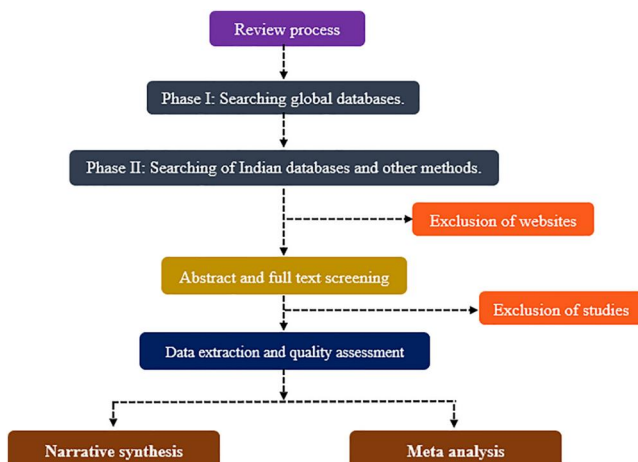 Review process
Phase I: Searching global databases.
Phase II: Searching of Indian databases and other methods.
Exclusion of websites
Abstract and full text screening
Exclusion of studies
Data extraction and quality assessment
Narrative synthesis
Meta analysis